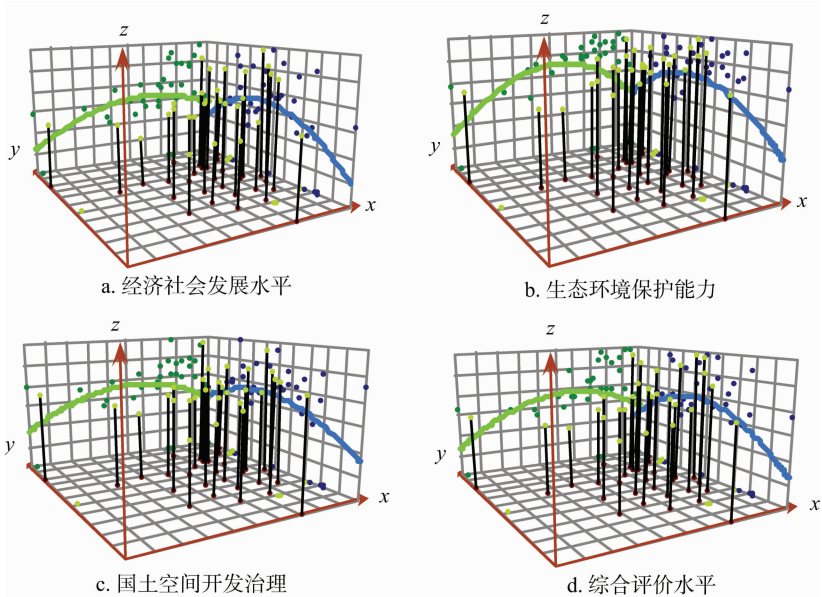 z
y
x
a. 经济社会发展水平
z
y
x
b. 生态环境保护能力
z
y
x
c. 国土空间开发治理
z
y
x
d. 综合评价水平